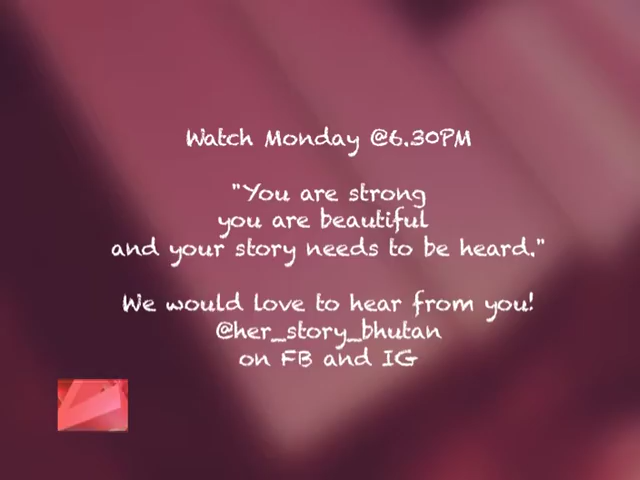 Watch Monday @6.30PM
"You are strong
you are beautiful
and your story needs to be heard."
We would love to hear from you!
@her_story_bhutan
on FB and IG